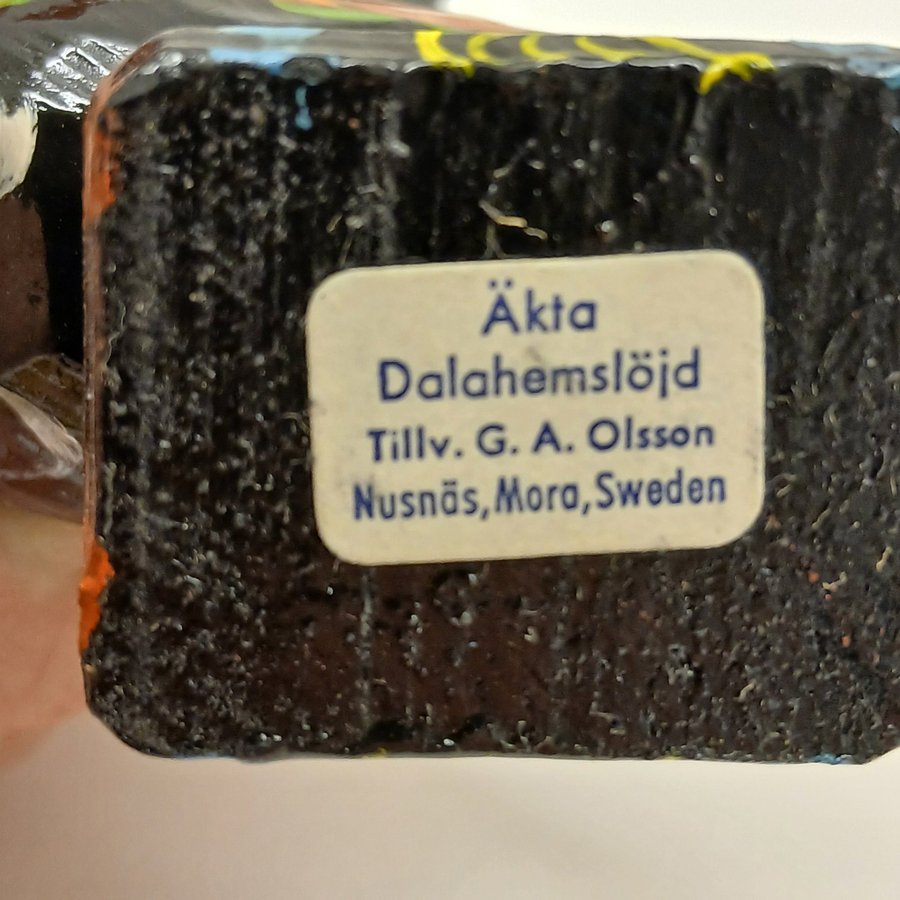 Äkta
Dalahemslöjd
Tillv. G. A. Olsson
Nusnäs, Mora, Sweden